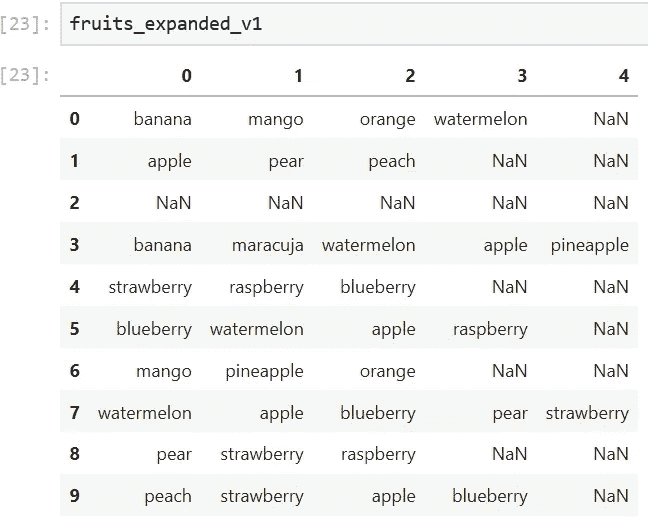 [23]: fruits_expanded_v1
[23]: 0 1 2 3 4
0 banana mango orange watermelon NaN
1 apple pear peach NaN NaN
2 NaN NaN NaN NaN NaN
3 banana maracuja watermelon apple pineapple
4 strawberry raspberry blueberry NaN NaN
5 blueberry watermelon apple raspberry NaN
6 mango pineapple orange NaN NaN
7 watermelon apple blueberry pear strawberry
8 pear strawberry raspberry NaN NaN
9 peach strawberry apple blueberry NaN